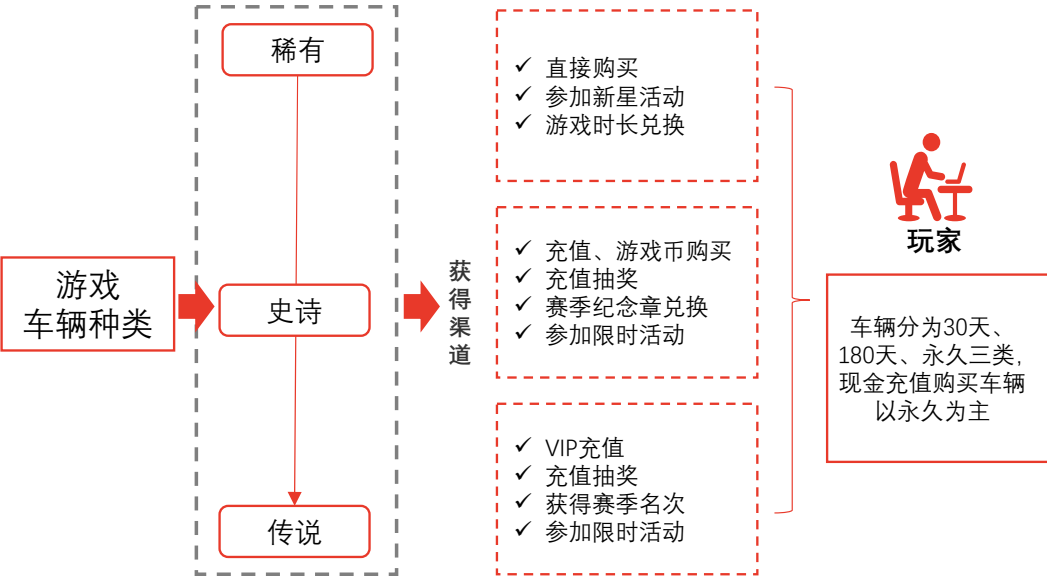 游戏
车辆种类
稀有
史诗
传说
获
得
渠
道
✓ 直接购买
✓ 参加新星活动
✓ 游戏时长兑换
✓ 充值、游戏币购买
✓ 充值抽奖
✓ 赛季纪念章兑换
✓ 参加限时活动
✓ VIP充值
✓ 充值抽奖
✓ 获得赛季名次
✓ 参加限时活动
玩家
车辆分为30天、
180天、永久三类,
现金充值购买车辆
以永久为主